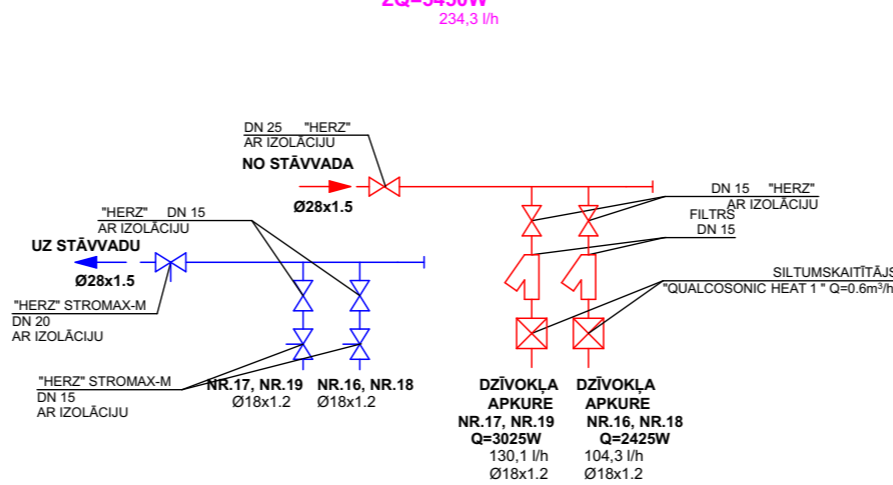 ZQ=5450W
234,3 l/h
DN 25 "HERZ"
AR IZOLĀCIJU
NO STĀVVADA
Ø28x1.5
DN 15 "HERZ"
AR IZOLĀCIJU
FILTRS
DN 15
"HERZ" DN 15
AR IZOLĀCIJU
UZ STĀVVADU
Ø28x1.5
"HERZ" STROMAX-M
DN 20
AR IZOLĀCIJU
SILTUMSKAITĪTĀJS
"QUALCOSONIC HEAT 1 " Q=0.6m³/h
"HERZ" STROMAX-M
DN 15
AR IZOLĀCIJU
NR.17, NR.19
Ø18x1.2
NR.16, NR.18
Ø18x1.2
DZĪVOKĻA
APKURE
NR.17, NR.19
Q=3025W
130,1 l/h
Ø18x1.2
DZĪVOKĻA
APKURE
NR.16, NR.18
Q=2425W
104,3 l/h
Ø18x1.2